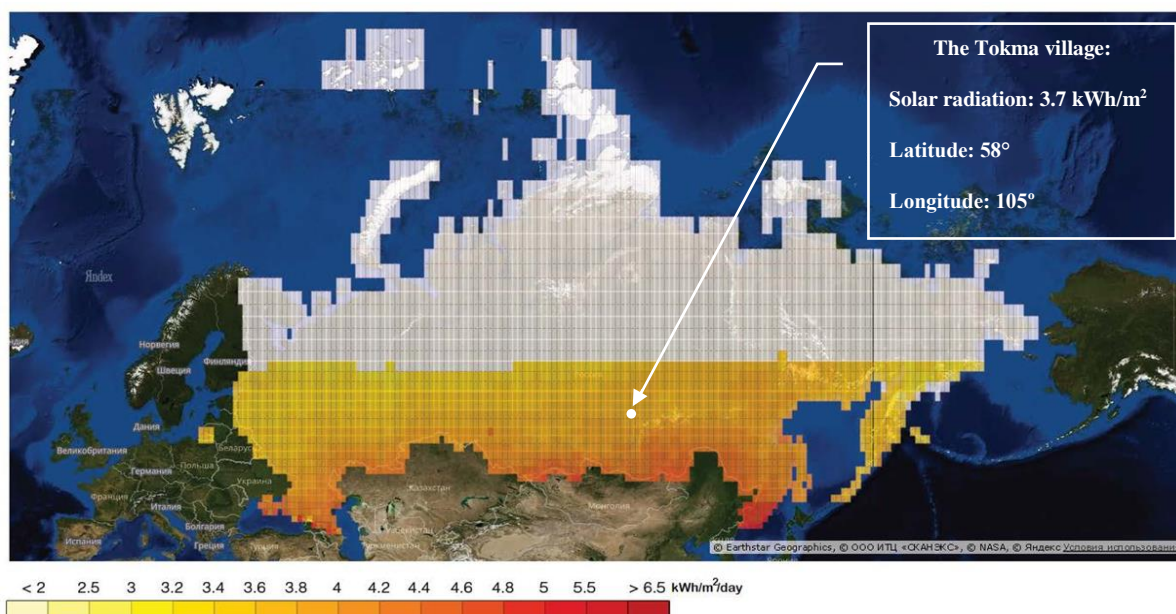 The Tokma village:
Solar radiation: 3.7 kWh/m²
Latitude: 58°
Longitude: 105º
Яndex
Норвегия
Швеция
Финляндия
Дания
Великобритания
Беларусь
Польша
Германия
Украина
Франция
Казахстан
Италия
Монголия
Болгария
Испания
Греция
© Earthstar Geographics, © ООО ИТЦ «СКАНЭКС», © NASA, © Яндекс Условия использования
< 2 2.5 3 3.2 3.4 3.6 3.8 4 4.2 4.4 4.6 4.8 5 5.5 > 6.5 kWh/m²/day